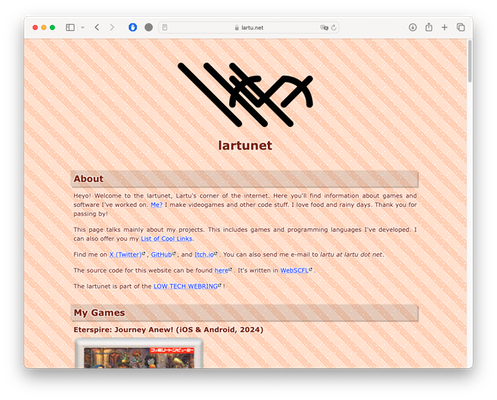 lartu.net
lartunet
About
Heyo! Welcome to the lartunet, Lartu's corner of the internet. Here you'll find information about games and
software I've worked on. Me? I make videogames and other code stuff. I love food and rainy days. Thank you for
passing by!
This page talks mainly about my projects. This includes games and programming languages I've developed. I
can also offer you my List of Cool Links.
Find me on X (Twitter), GitHub, and Itch.io. You can also send me e-mail to lartu at lartu dot net.
The source code for this website can be found here. It's written in WebSCFL.
The lartunet is part of the LOW TECH WEBRING!
My Games
Eterspire: Journey Anew! (iOS & Android, 2024)